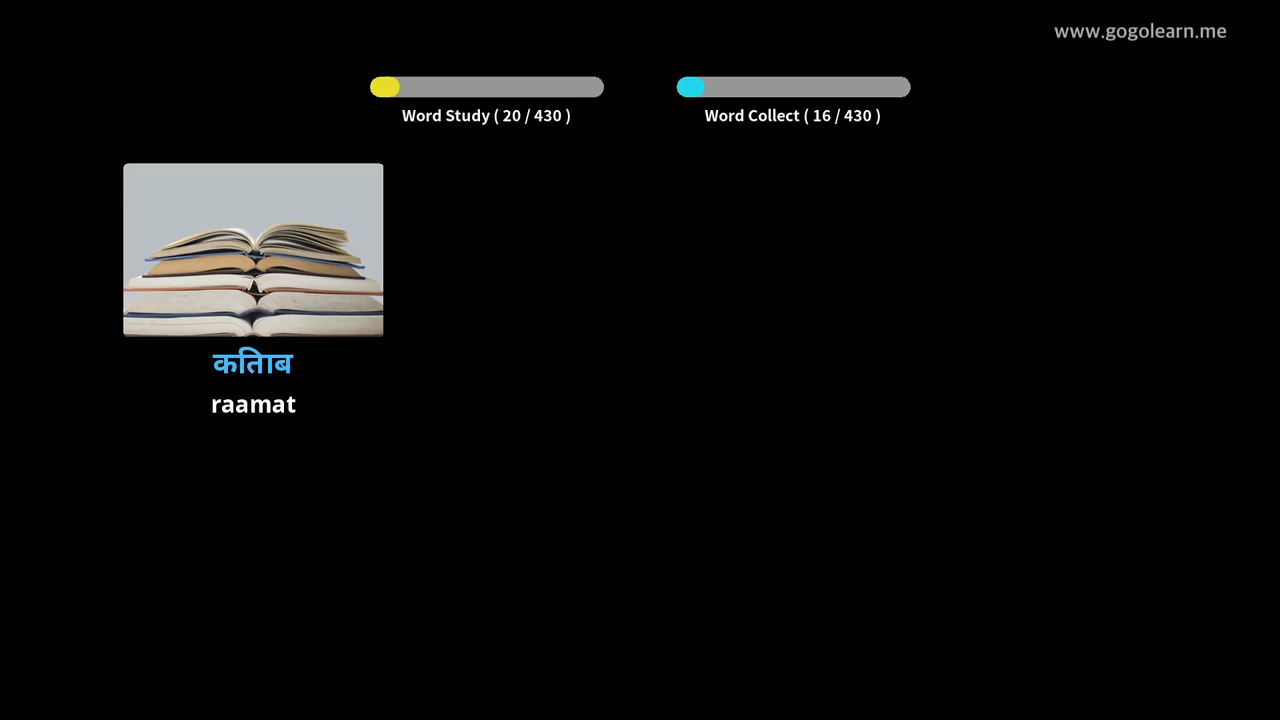 www.gogolearn.me
Word Study ( 20 / 430 )
Word Collect ( 16 / 430 )
किताब
raamat